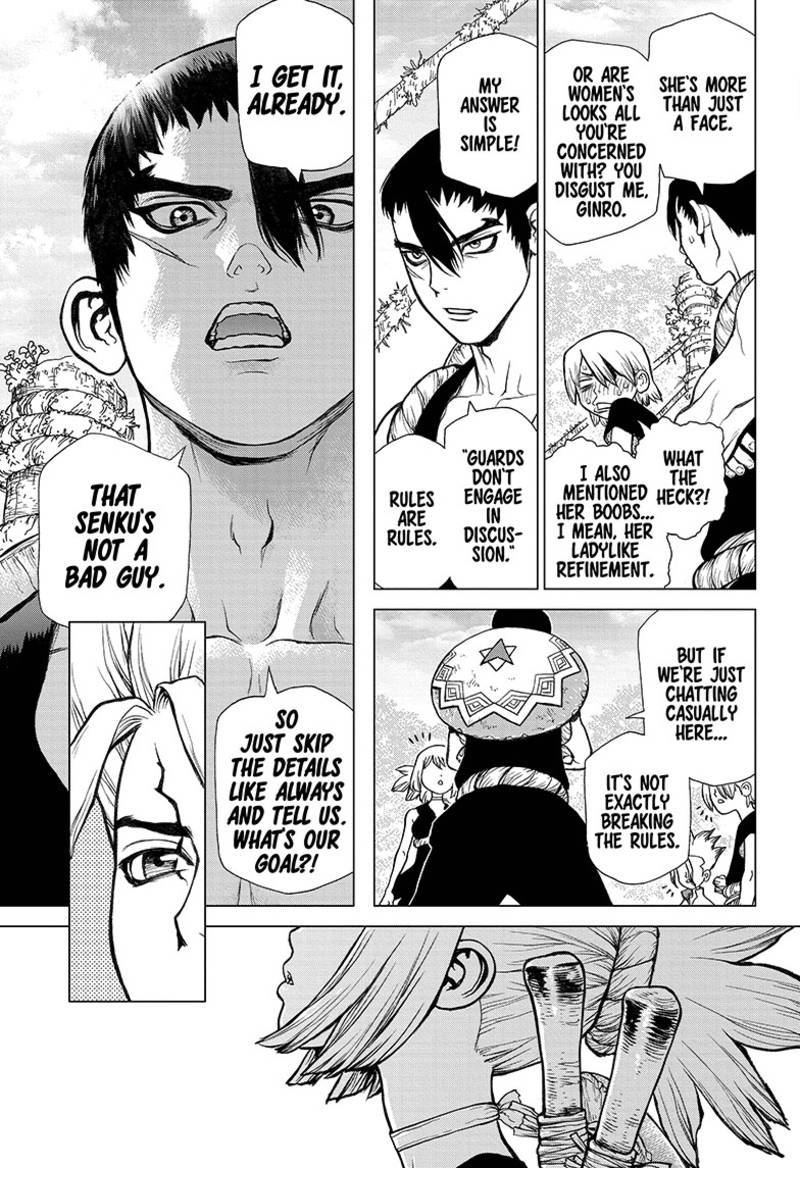 SHE'S MORE
THAN JUST
A FACE.
OR ARE
WOMEN'S
LOOKS ALL
YOU'RE
CONCERNED
WITH? YOU
DISGUST ME,
GINRO.
WHAT
THE
HECK?!
I ALSO
MENTIONED
HER BOOBS...
I MEAN, HER
LADYLIKE
REFINEMENT.
MY
ANSWER
IS
SIMPLE!
"GUARDS
DON'T
ENGAGE
IN
DISCUS-
SION."
RULES
ARE
RULES.
BUT IF
WE'RE JUST
CHATTING
CASUALLY
HERE...
IT'S NOT
EXACTLY
BREAKING
THE RULES.
I GET IT,
ALREADY.
THAT
SENKU'S
NOT A
BAD GUY.
SO
JUST SKIP
THE DETAILS
LIKE ALWAYS
AND TELL US.
WHAT'S OUR
GOAL?!